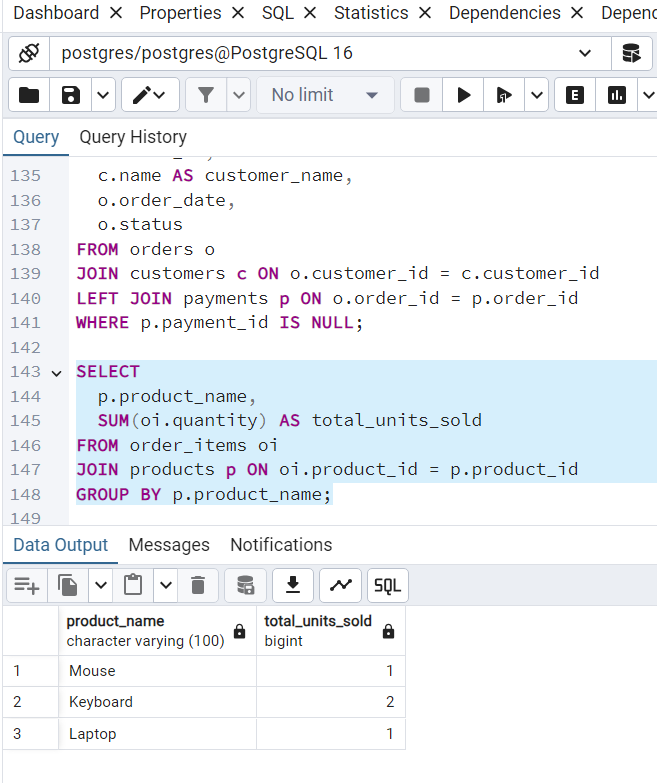 Dashboard Properties SQL Statistics Dependencies Depend
postgres/postgres@PostgreSQL 16
No limit
E
Query Query History
135 c.name AS customer_name,
136 o.order_date,
137 o.status
138 FROM orders o
139 JOIN customers c ON o.customer_id = c.customer_id
140 LEFT JOIN payments p ON o.order_id = p.order_id
141 WHERE p.payment_id IS NULL;
142
143 SELECT
144 p.product_name,
145 SUM(oi.quantity) AS total_units_sold
146 FROM order_items oi
147 JOIN products p ON oi.product_id = p.product_id
148 GROUP BY p.product_name;
149
Data Output Messages Notifications
SQL
product_name total_units_sold
character varying (100) bigint
1 Mouse 1
2 Keyboard 2
3 Laptop 1